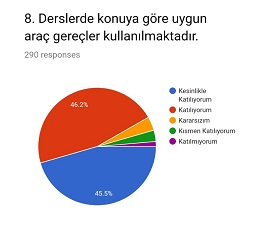 8. Derslerde konuya göre uygun
araç gereçler kullanılmaktadır.
290 responses
46.2%
45.5%
Kesinlikle
Katılıyorum
Katılıyorum
Kararsızım
Kısmen Katılıyorum
Katılmıyorum